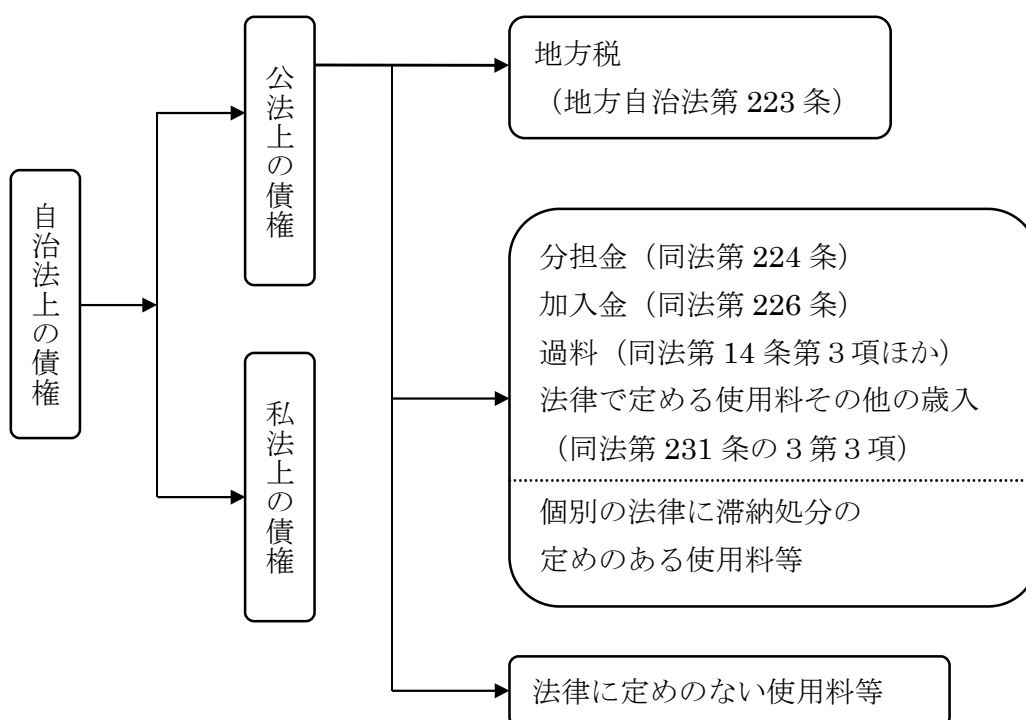 自治法上の債権
公法上の債権
私法上の債権
地方税
（地方自治法第 223 条）
分担金（同法第 224 条）
加入金（同法第 226 条）
過料（同法第 14 条第３項ほか）
法律で定める使用料その他の歳入
（同法第 231 条の３第３項）
個別の法律に滞納処分の
定めのある使用料等
法律に定めのない使用料等